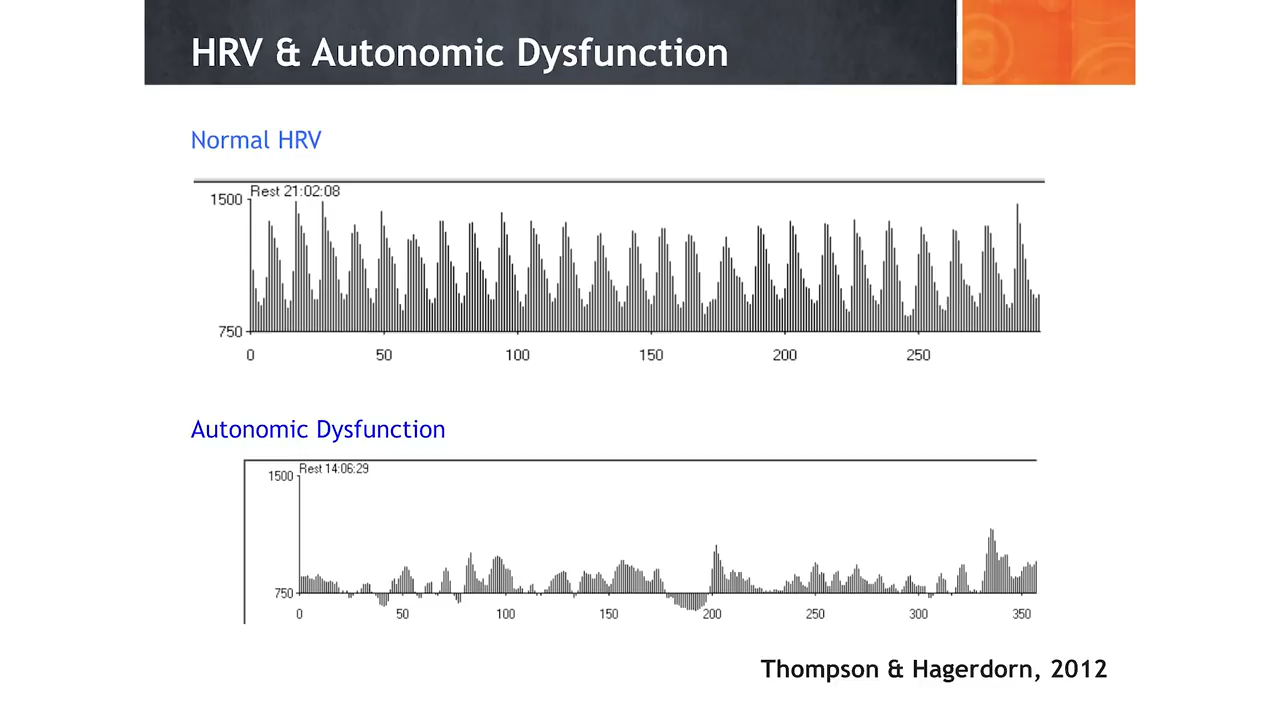 HRV & Autonomic Dysfunction
Normal HRV
Rest 21:02:08
1500
750
0 50 100 150 200 250
Autonomic Dysfunction
Rest 14:06:29
1500
750
0 50 100 150 200 250 300 350
Thompson & Hagerdorn, 2012